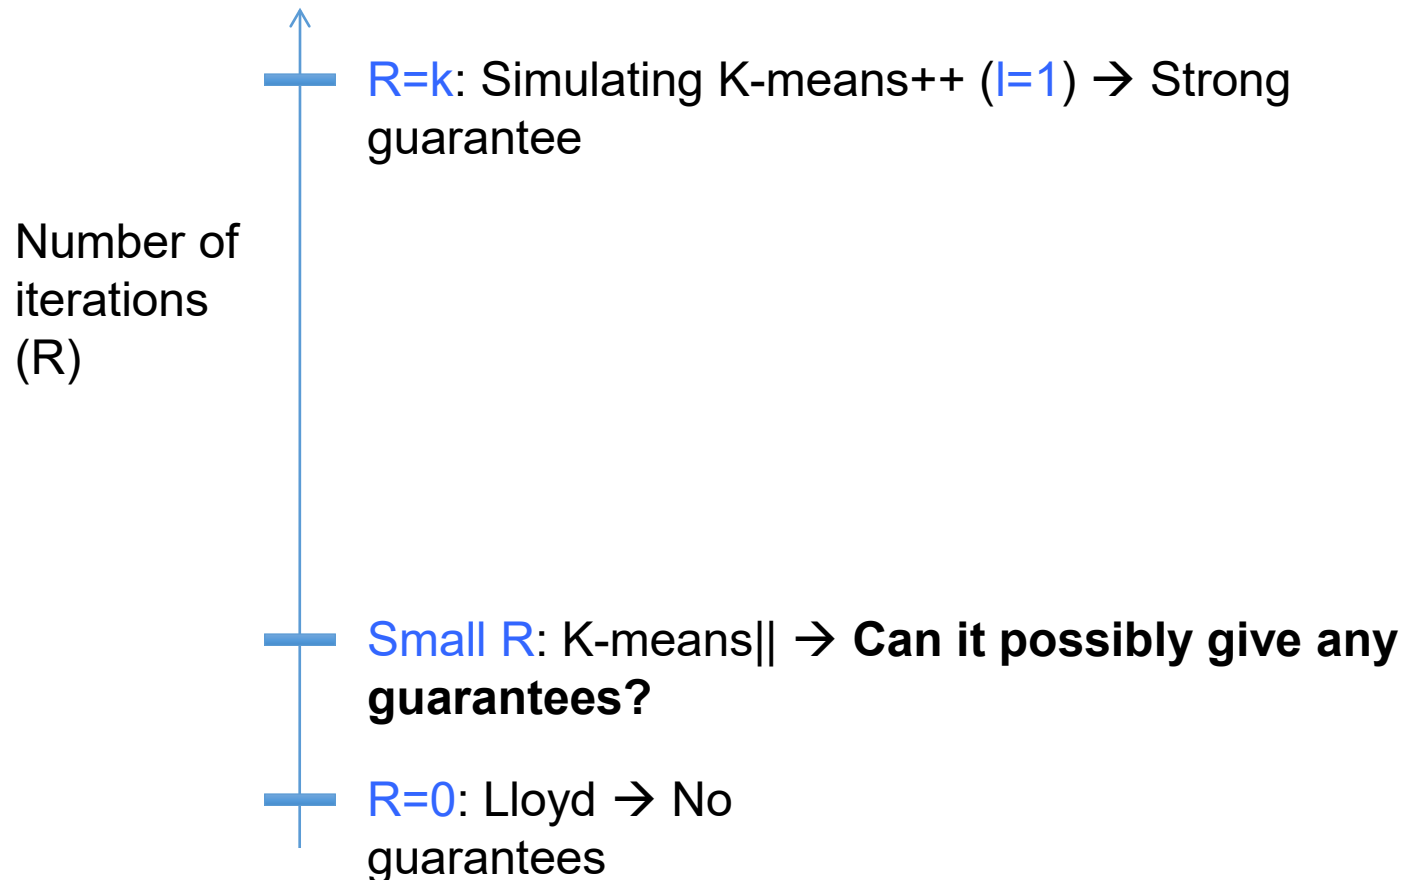 R=k: Simulating K-means++ (l=1) → Strong
guarantee
Number of
iterations
(R)
Small R: K-means|| → Can it possibly give any
guarantees?
R=0: Lloyd → No
guarantees